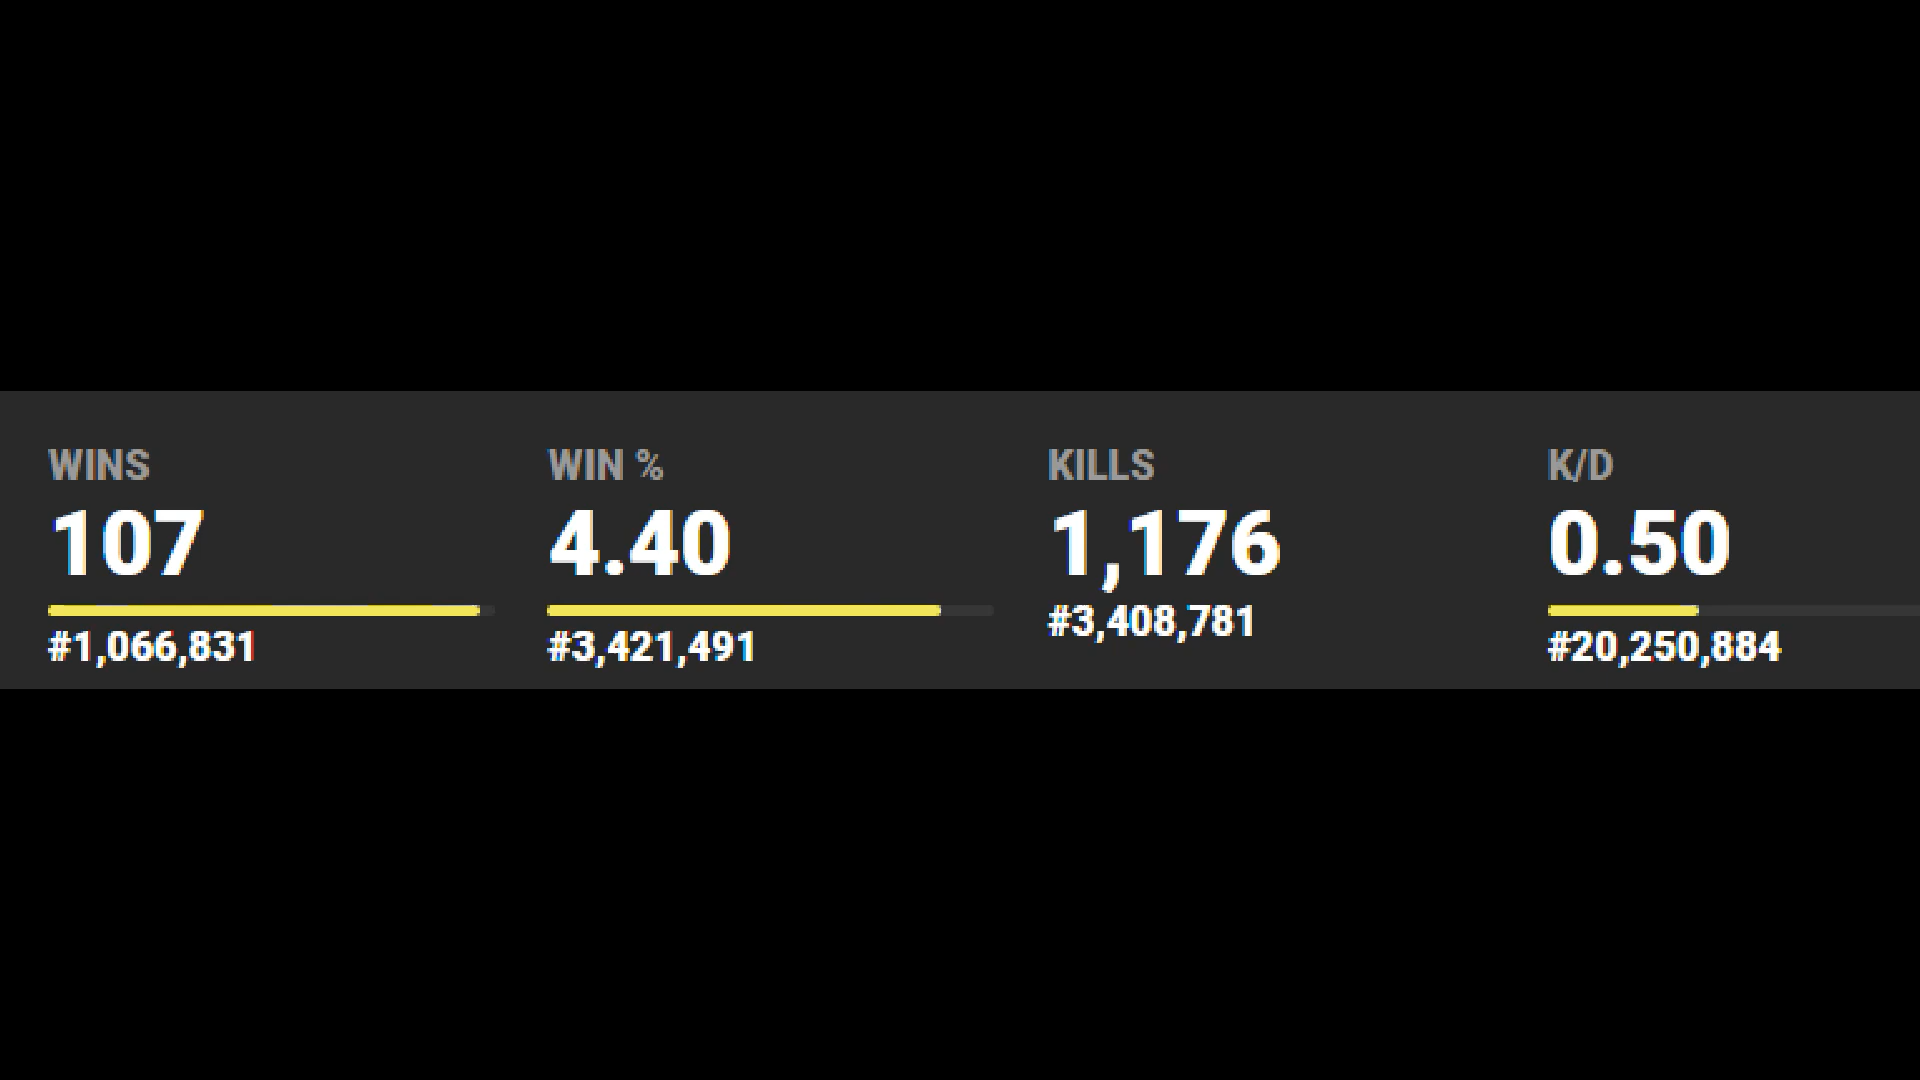 WINS
107
#1,066,831
WIN %
4.40
#3,421,491
KILLS
1,176
#3,408,781
K/D
0.50
#20,250,884